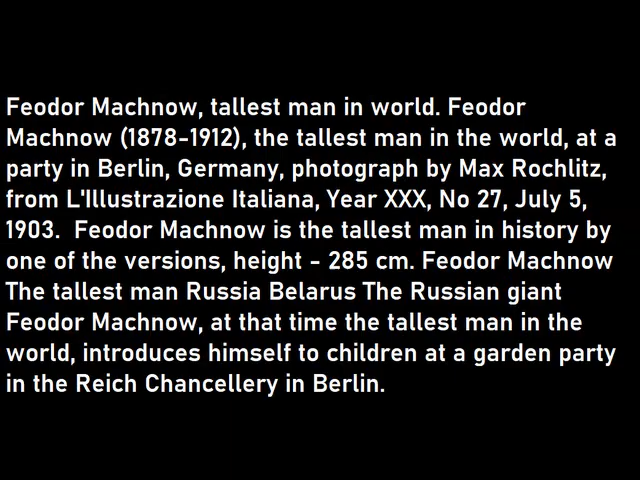 Feodor Machnow, tallest man in world. Feodor
Machnow (1878-1912), the tallest man in the world, at a
party in Berlin, Germany, photograph by Max Rochlitz,
from L'Illustrazione Italiana, Year XXX, No 27, July 5,
1903.  Feodor Machnow is the tallest man in history by
one of the versions, height - 285 cm. Feodor Machnow
The tallest man Russia Belarus The Russian giant
Feodor Machnow, at that time the tallest man in the
world, introduces himself to children at a garden party
in the Reich Chancellery in Berlin.